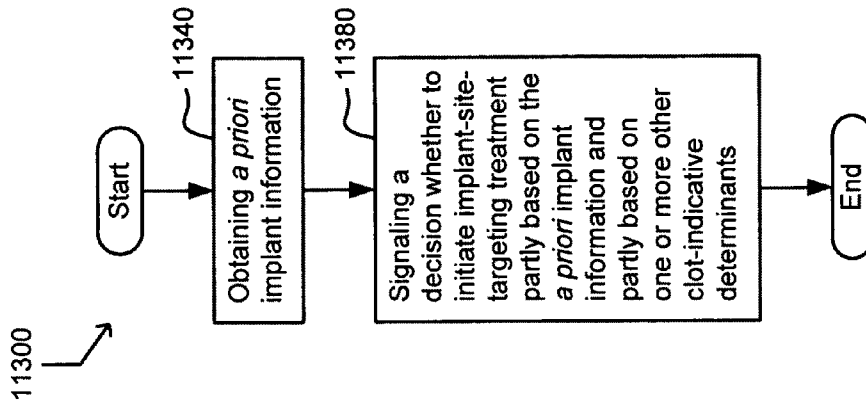 11300
Start
11340
Obtaining a priori
implant information
11380
Signaling a
decision whether to
initiate implant-site-
targeting treatment
partly based on the
a priori implant
information and
partly based on
one or more other
clot-indicative
determinants
End